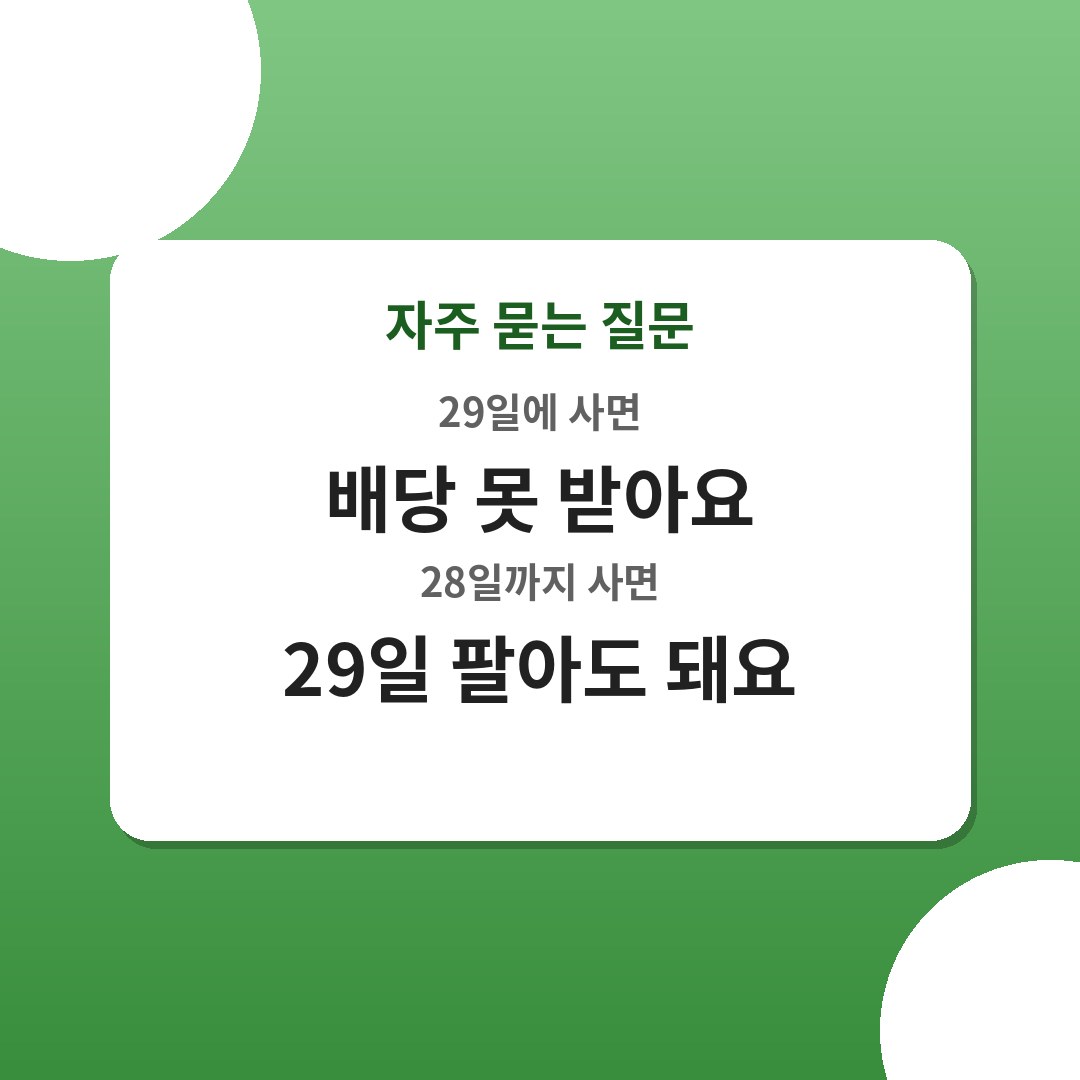 자주 묻는 질문
29일에 사면
배당 못 받아요
28일까지 사면
29일 팔아도 돼요